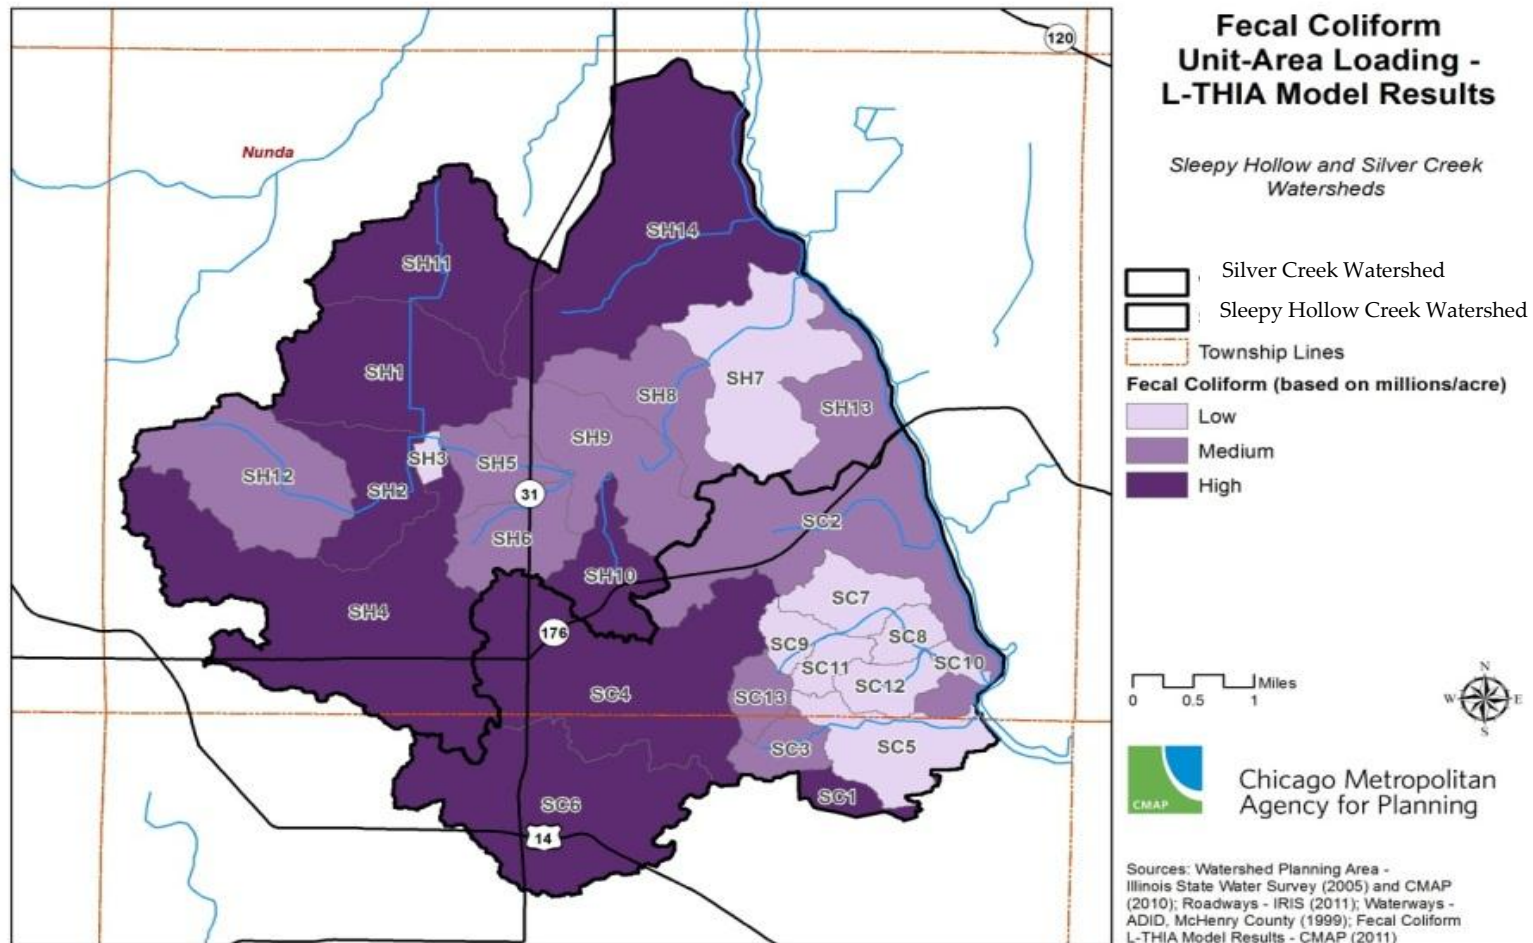 Fecal Coliform
Unit-Area Loading -
L-THIA Model Results
Sleepy Hollow and Silver Creek
Watersheds
Silver Creek Watershed
Sleepy Hollow Creek Watershed
Township Lines
Fecal Coliform (based on millions/acre)
Low
Medium
High
120
Nunda
SH14
SH11
SH1
SH7
SH8
SH13
SH9
SH3
SH5
SH12
SH2
31
SC2
SH6
SH10
SC7
SH4
176
SC9
SC8
SC11
SC10
SC12
SC4
SC13
SC3
SC5
SC1
SC6
14
0 0.5 1 Miles
N
W E
S
CMAP
Chicago Metropolitan
Agency for Planning
Sources: Watershed Planning Area -
Illinois State Water Survey (2005) and CMAP
(2010); Roadways - IRIS (2011); Waterways -
ADID, McHenry County (1999); Fecal Coliform
L-THIA Model Results - CMAP (2011)